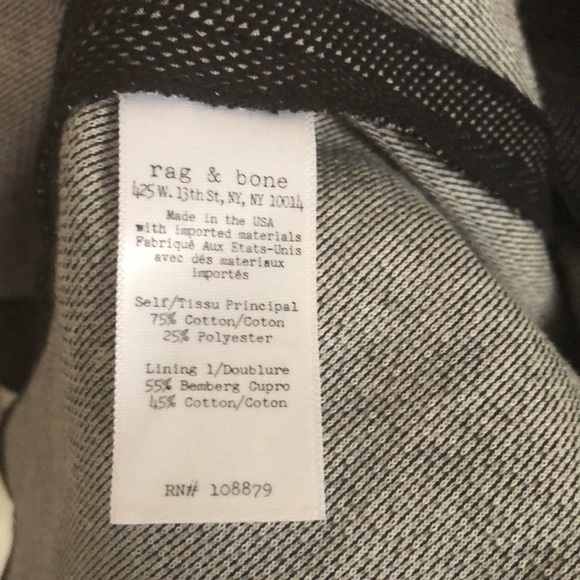 rag & bone
425 W. 13th St, NY, NY 10014
Made in the USA
with imported materials
Fabriqué Aux Etats-Unis
avec dés materiaux
importés
Self/Tissu Principal
75% Cotton/Coton
25% Polyester
Lining 1/Doublure
55% Bemberg Cupro
45% Cotton/Coton
RN# 108879